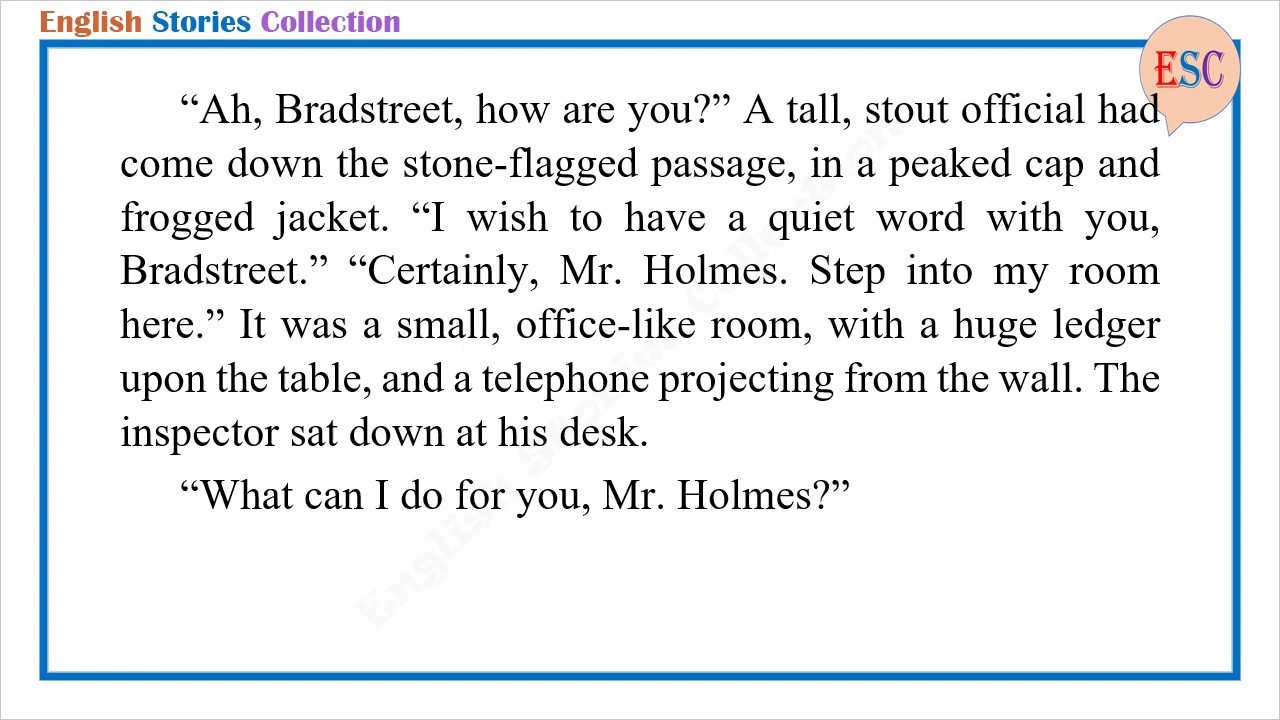 English Stories Collection
ESC
“Ah, Bradstreet, how are you?” A tall, stout official had
come down the stone-flagged passage, in a peaked cap and
frogged jacket. “I wish to have a quiet word with you,
Bradstreet.” “Certainly, Mr. Holmes. Step into my room
here.” It was a small, office-like room, with a huge ledger
upon the table, and a telephone projecting from the wall. The
inspector sat down at his desk.
“What can I do for you, Mr. Holmes?”
English Stories Collection